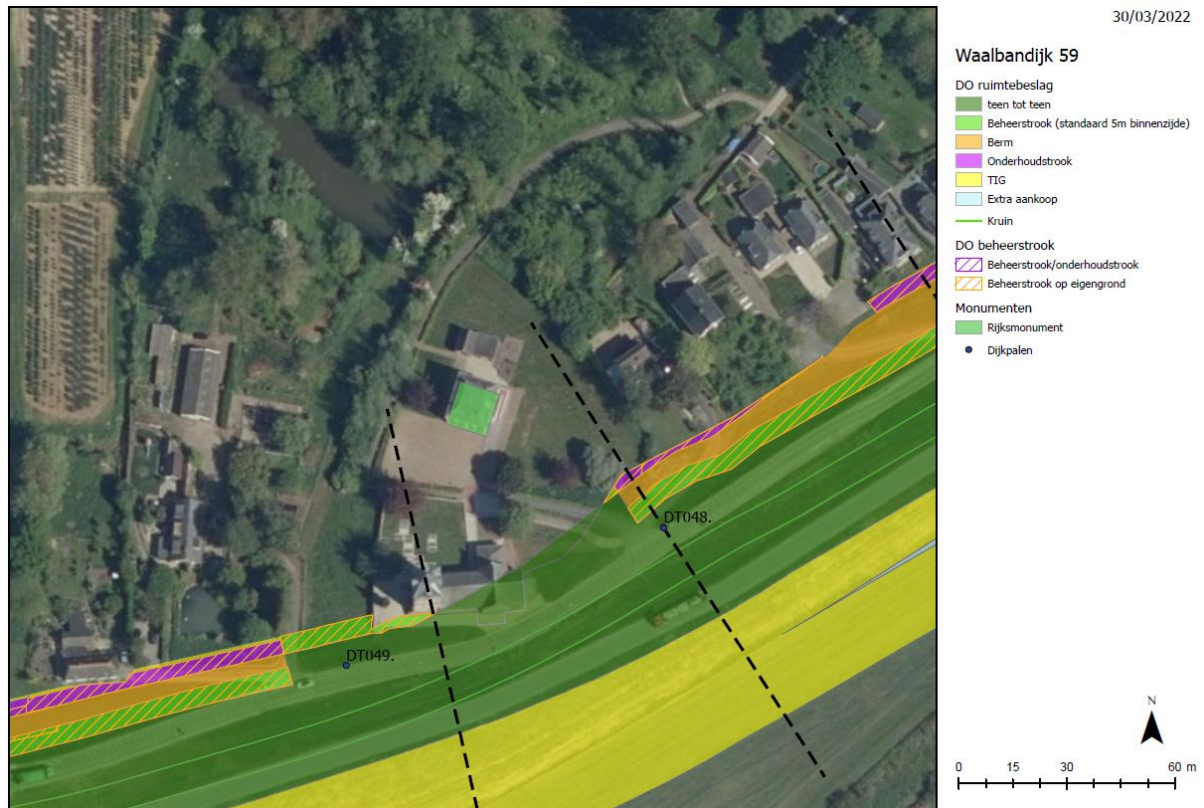 30/03/2022
Waalbandijk 59
DO ruimtebeslag
teen tot teen
Beheerstrook (standaard 5m binnenzijde)
Berm
Onderhoudstrook
TIG
Extra aankoop
Kruin
DO beheerstrook
Beheerstrook/onderhoudstrook
Beheerstrook op eigengrond
Monumenten
Rijksmonument
Dijkpalen
DT048.
DT049.
N
0 15 30 60 m